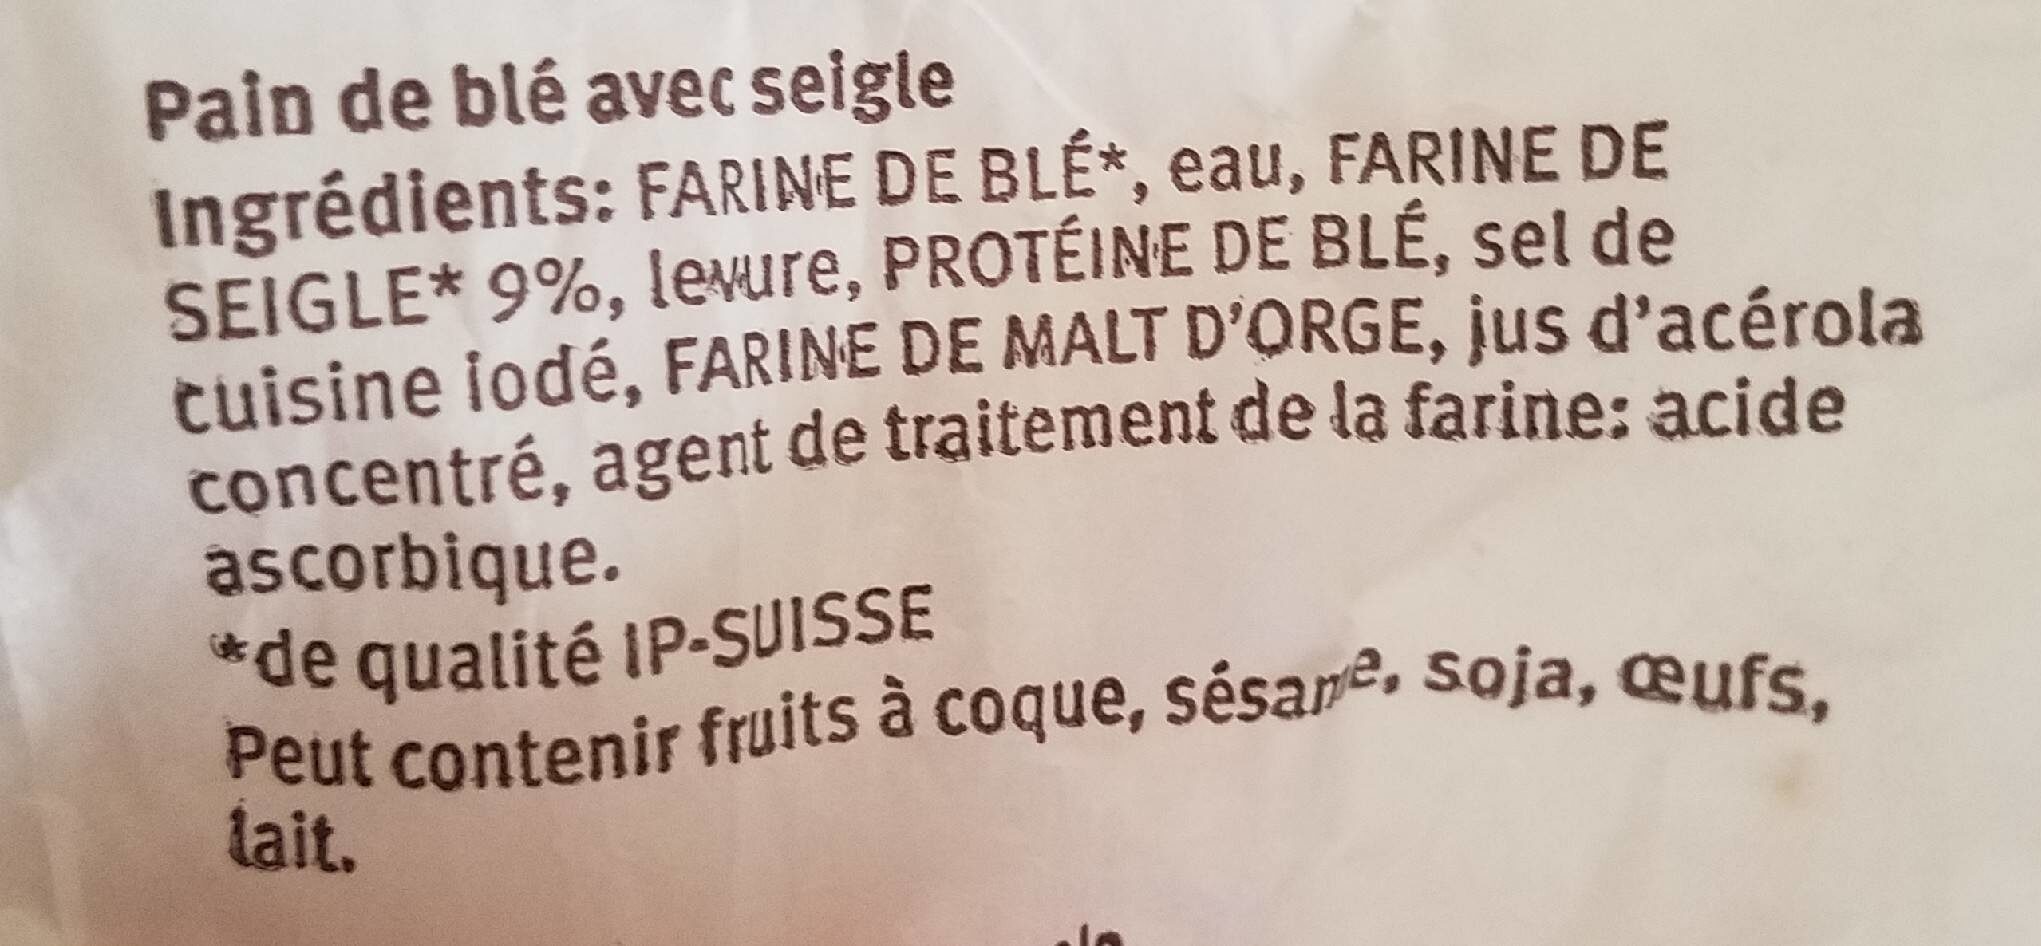 Pain de blé avec seigle
Ingrédients: FARINE DE BLÉ*, eau, FARINE DE
SEIGLE* 9%, levure, PROTÉINE DE BLÉ, sel de
cuisine iodé, FARINE DE MALT D'ORGE, jus d'acérola
concentré, agent de traitement de la farine: acide
ascorbique.
*de qualité IP-SUISSE
Peut contenir fruits à coque, sésame, soja, œufs,
lait.